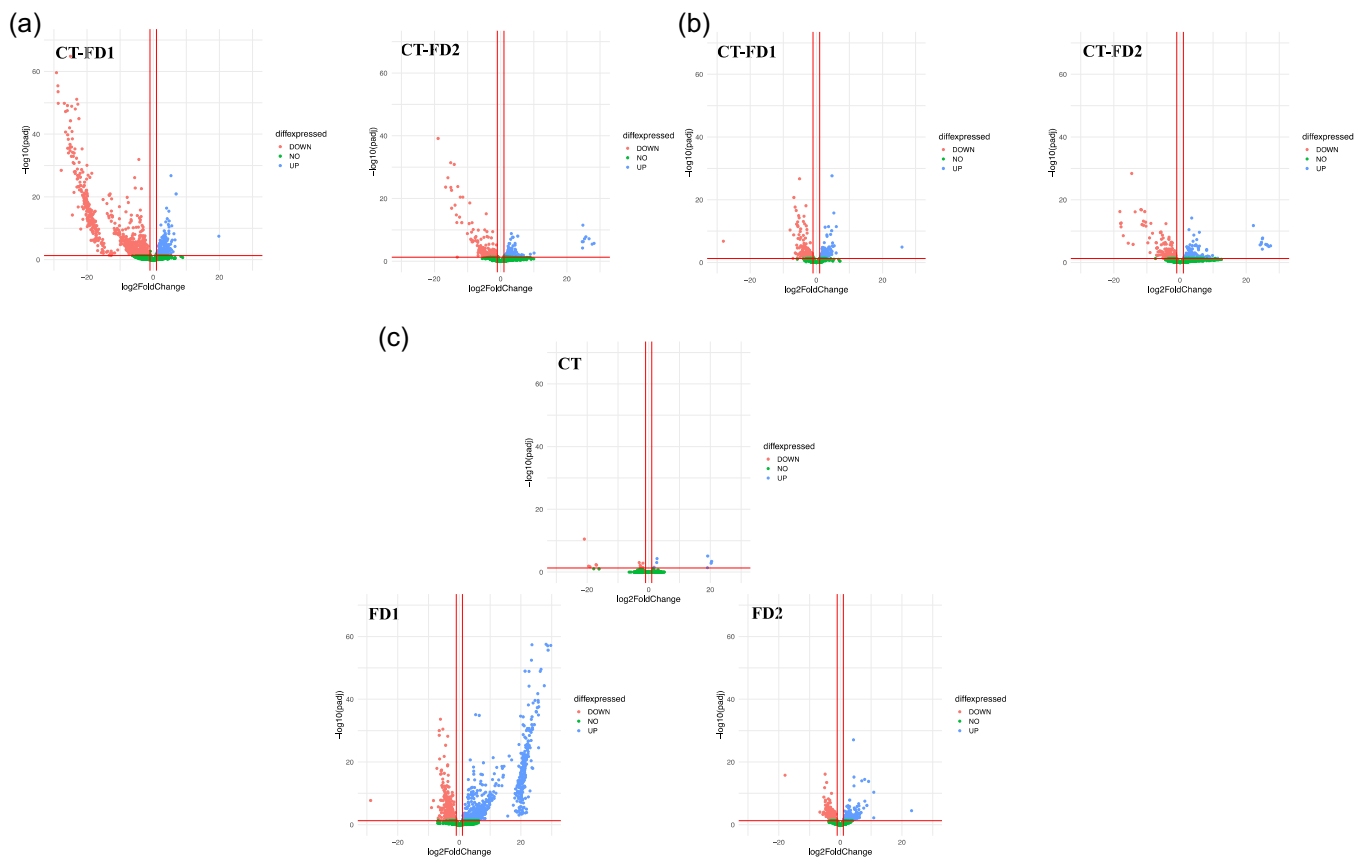 (a)
CT-FD1
60
40
20
0
−log10(padj)
−20
0
20
log2FoldChange
diffexpressed
DOWN
NO
UP
CT-FD2
60
40
20
0
−log10(padj)
−20
0
20
log2FoldChange
diffexpressed
DOWN
NO
UP
(b)
CT-FD1
60
40
20
0
−log10(padj)
−20
0
20
log2FoldChange
diffexpressed
DOWN
NO
UP
CT-FD2
60
40
20
0
−log10(padj)
−20
0
20
log2FoldChange
diffexpressed
DOWN
NO
UP
(c)
CT
60
40
20
0
−log10(padj)
−20
0
20
log2FoldChange
diffexpressed
DOWN
NO
UP
FD1
60
40
20
0
−log10(padj)
−20
0
20
log2FoldChange
diffexpressed
DOWN
NO
UP
FD2
60
40
20
0
−log10(padj)
−20
0
20
log2FoldChange
diffexpressed
DOWN
NO
UP